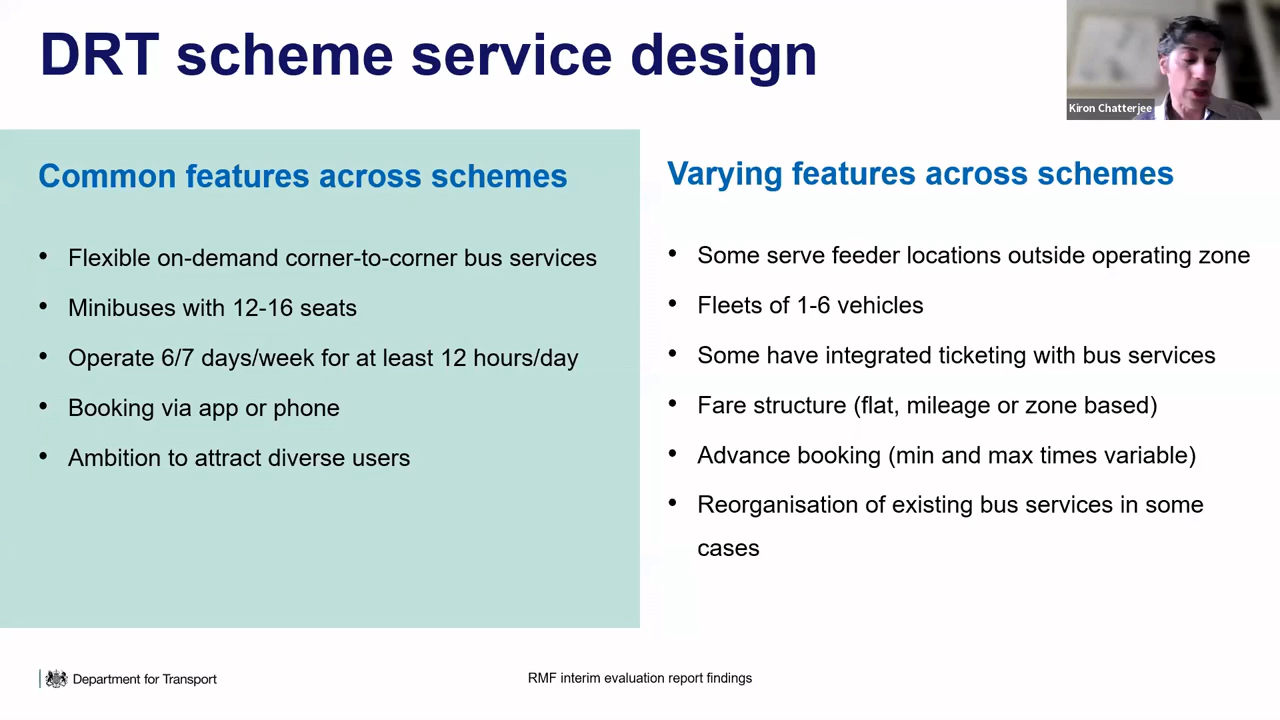 DRT scheme service design
Kiron Chatterjee
Common features across schemes
• Flexible on-demand corner-to-corner bus services
• Minibuses with 12-16 seats
• Operate 6/7 days/week for at least 12 hours/day
• Booking via app or phone
• Ambition to attract diverse users
Varying features across schemes
• Some serve feeder locations outside operating zone
• Fleets of 1-6 vehicles
• Some have integrated ticketing with bus services
• Fare structure (flat, mileage or zone based)
• Advance booking (min and max times variable)
• Reorganisation of existing bus services in some
cases
Department for Transport
RMF interim evaluation report findings